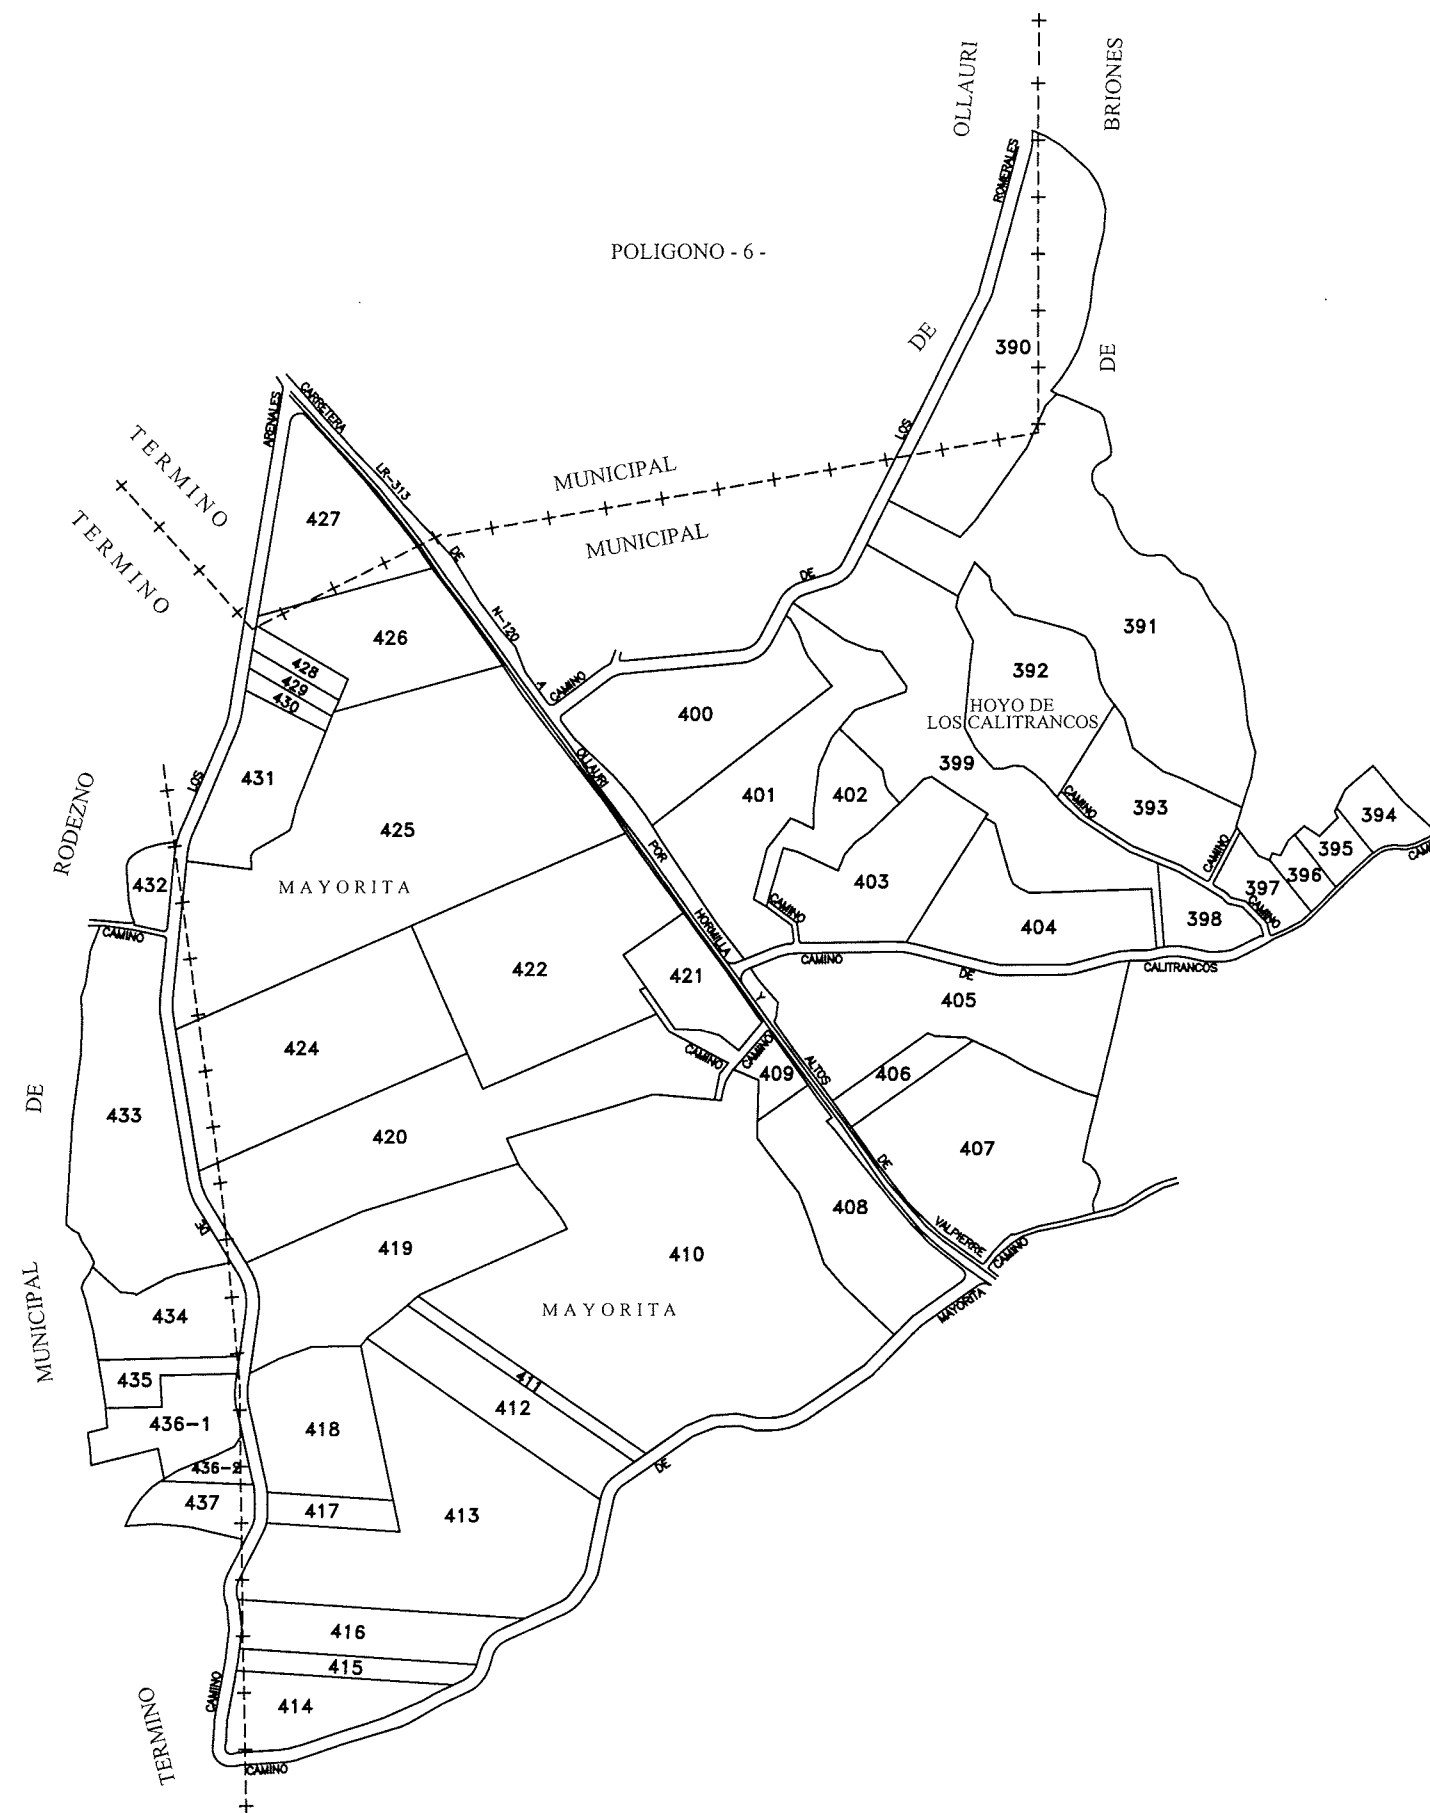 OLLAURI
BRIONES
ROMERALES
POLIGONO - 6 -
DE
390
DE
ARENALES
CARRETERA
LOS
TERMINO
LR-313
MUNICIPAL
427
TERMINO
MUNICIPAL
DE
DE
426
N-120
391
428
429
430
A
CAMINO
392
400
HOYO DE
LOS CALITRANCOS
RODEZNO
LOS
431
OLLAURI
399
401
402
CAMINO
393
394
425
POR
395
CAMINO
CAMI
432
MAYORITA
403
397
396
CAMINO
CAMINO
398
404
CAMINO
HORMILLA
CAMINO
DE
CALITRANCOS
422
421
Y
405
424
CAMINO
CAMINO
409
ALTOS
406
DE
433
420
407
DE
408
DE
VALPIERRE
CAMINO
419
410
MUNICIPAL
MAYORITA
MAYORITA
434
435
411
412
436-1
418
DE
436-2
437
417
413
416
415
CAMINO
414
TERMINO
CAMINO